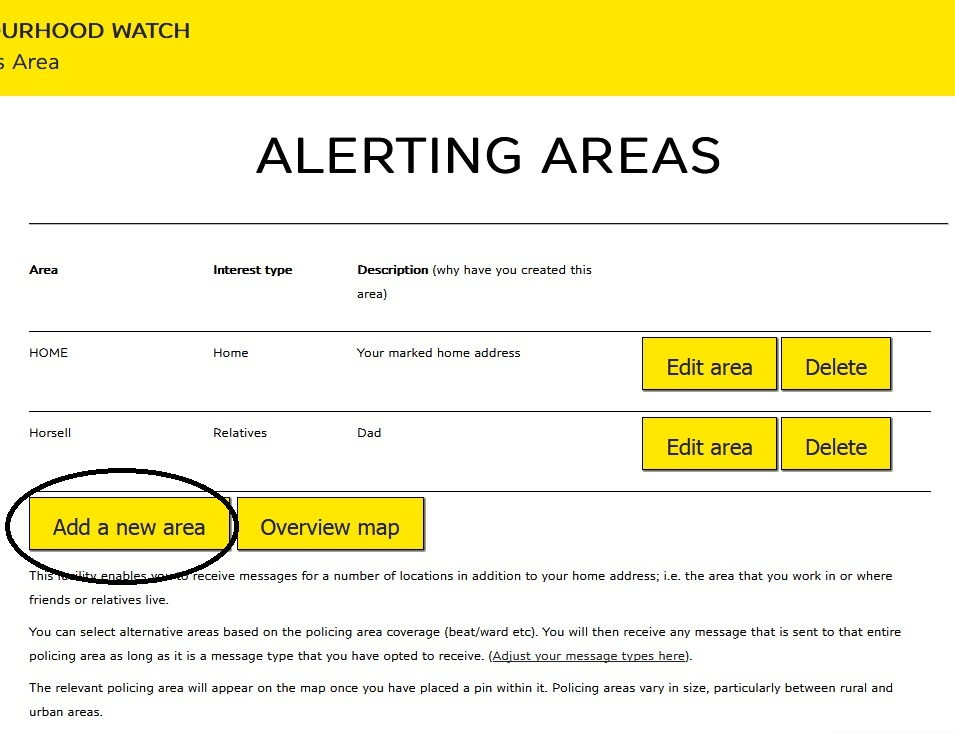 OURHOOD WATCH
s Area
ALERTING AREAS
Area Interest type Description (why have you created this
area)
HOME Home Your marked home address Edit area Delete
Horsell Relatives Dad Edit area Delete
Add a new area Overview map
This facility enables you to receive messages for a number of locations in addition to your home address; i.e. the area that you work in or where
friends or relatives live.
You can select alternative areas based on the policing area coverage (beat/ward etc). You will then receive any message that is sent to that entire
policing area as long as it is a message type that you have opted to receive. (Adjust your message types here).
The relevant policing area will appear on the map once you have placed a pin within it. Policing areas vary in size, particularly between rural and
urban areas.